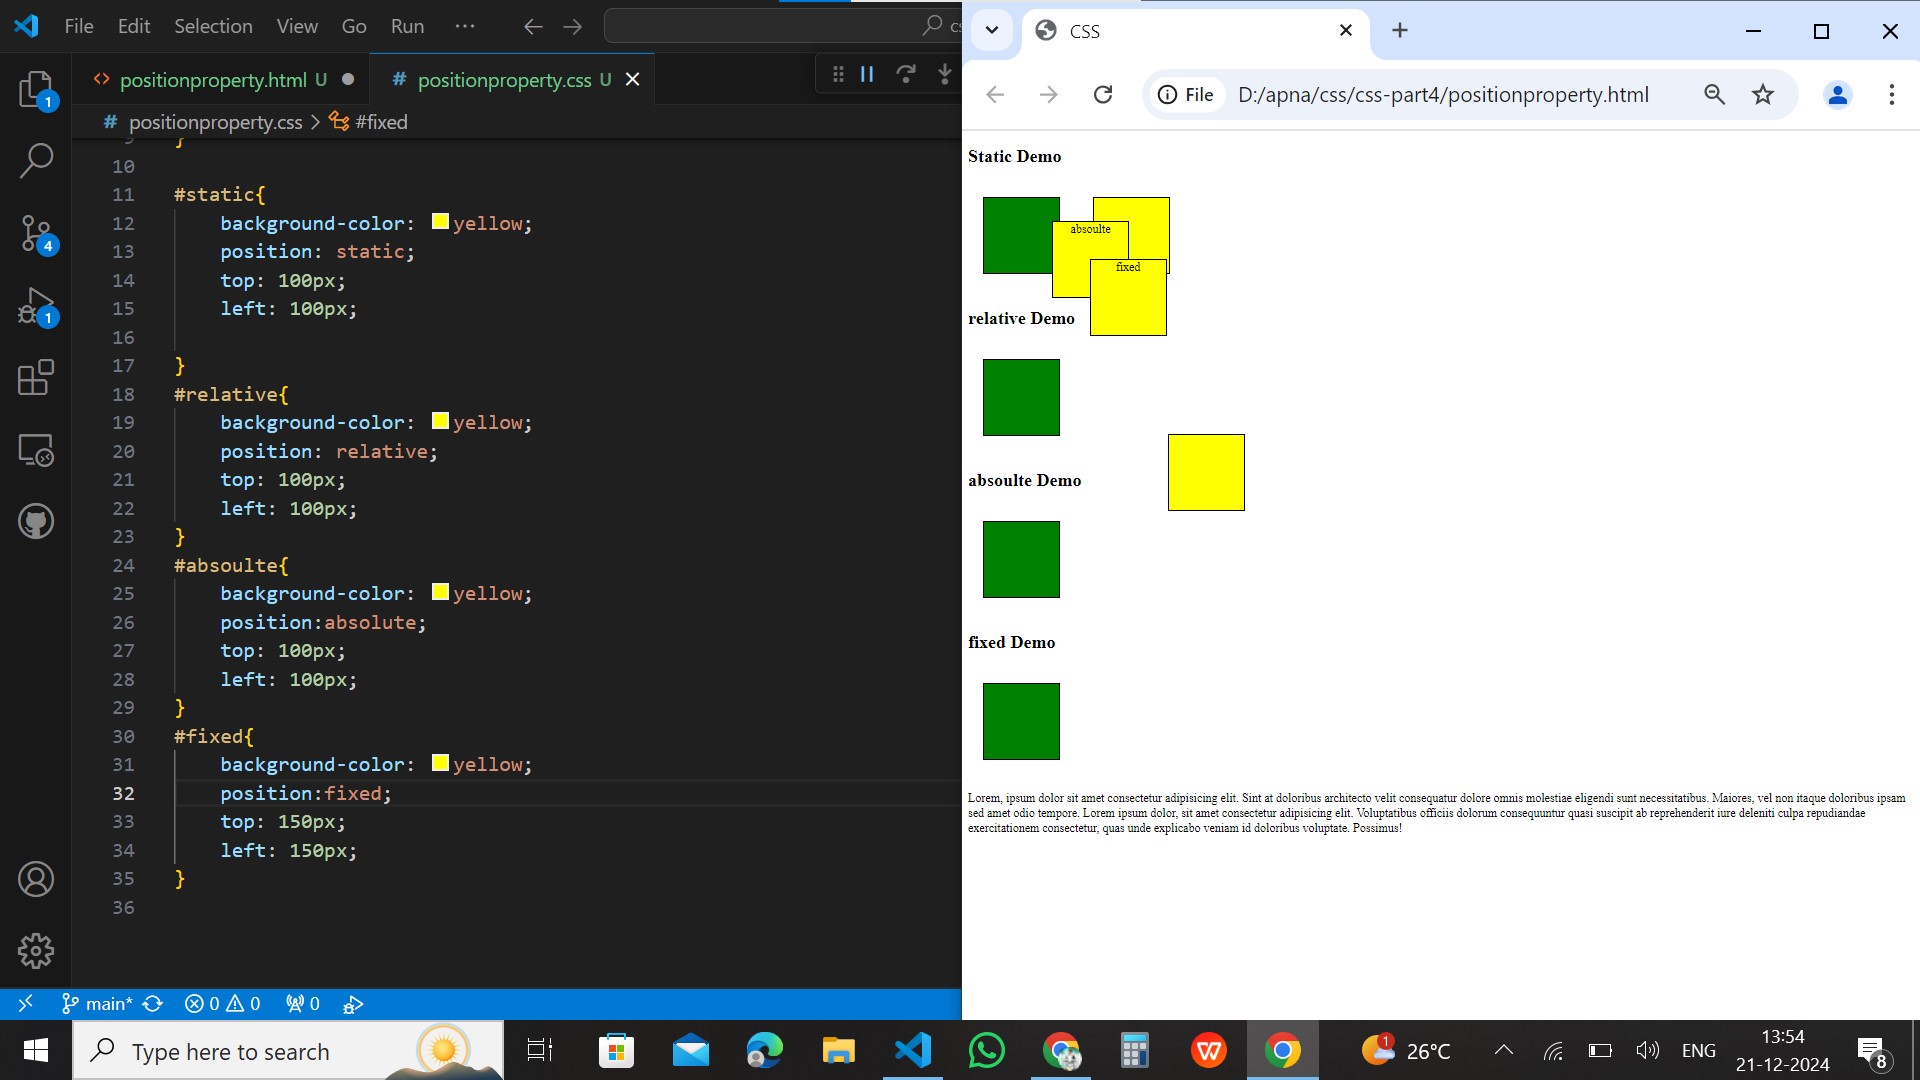 File Edit Selection View Go Run ··· cs
positionproperty.html U
# positionproperty.css U
# positionproperty.css > #fixed
9 }
10
11 #static{
12 background-color: yellow;
13 position: static;
14 top: 100px;
15 left: 100px;
16
17 }
18 #relative{
19 background-color: yellow;
20 position: relative;
21 top: 100px;
22 left: 100px;
23 }
24 #absoulte{
25 background-color: yellow;
26 position:absolute;
27 top: 100px;
28 left: 100px;
29 }
30 #fixed{
31 background-color: yellow;
32 position:fixed;
33 top: 150px;
34 left: 150px;
35 }
36
1
4
1
main* 0 0 0
CSS
File D:/apna/css/css-part4/positionproperty.html
Static Demo
absoulte
fixed
relative Demo
absoulte Demo
fixed Demo
Lorem, ipsum dolor sit amet consectetur adipisicing elit. Sint at doloribus architecto velit consequatur dolore omnis molestiae eligendi sunt necessitatibus. Maiores, vel non itaque doloribus ipsam
sed amet odio tempore. Lorem ipsum dolor, sit amet consectetur adipisicing elit. Voluptatibus officiis dolorum consequuntur quasi suscipit ab reprehenderit iure deleniti culpa repudiandae
exercitationem consectetur, quas unde explicabo veniam id doloribus voluptate. Possimus!
Type here to search
W
1
26°C
ENG
13:54
21-12-2024
8